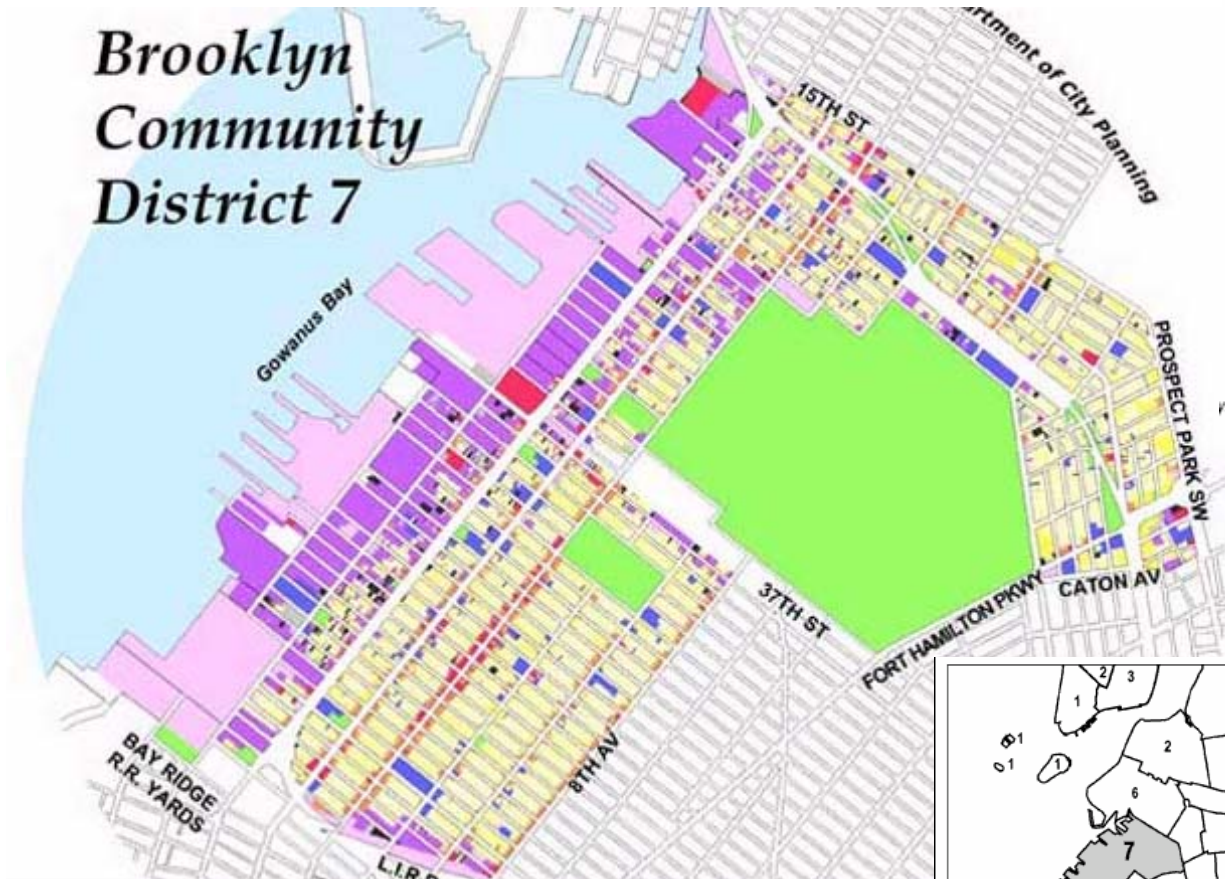 Brooklyn
Community
District 7
of City Planning
15TH ST
Gowanus Bay
PROSPECT PARK SW
37TH ST
CATON AV
FORT HAMILTON PKWY
8TH AV
BAY RIDGE
R.R. YARDS
2
3
1
1
1
1
2
6
7